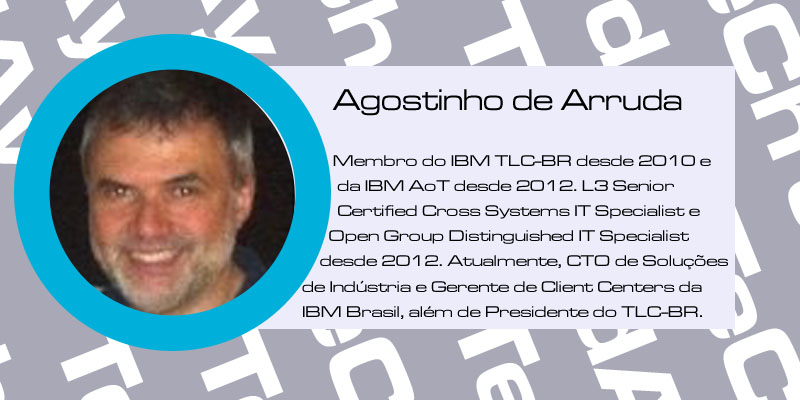 Agostinho de Arruda
Membro do IBM TLC-BR desde 2010 e
da IBM AoT desde 2012. L3 Senior
Certified Cross Systems IT Specialist e
Open Group Distinguished IT Specialist
desde 2012. Atualmente, CTO de Soluções
de Indústria e Gerente de Client Centers da
IBM Brasil, além de Presidente do TLC-BR.